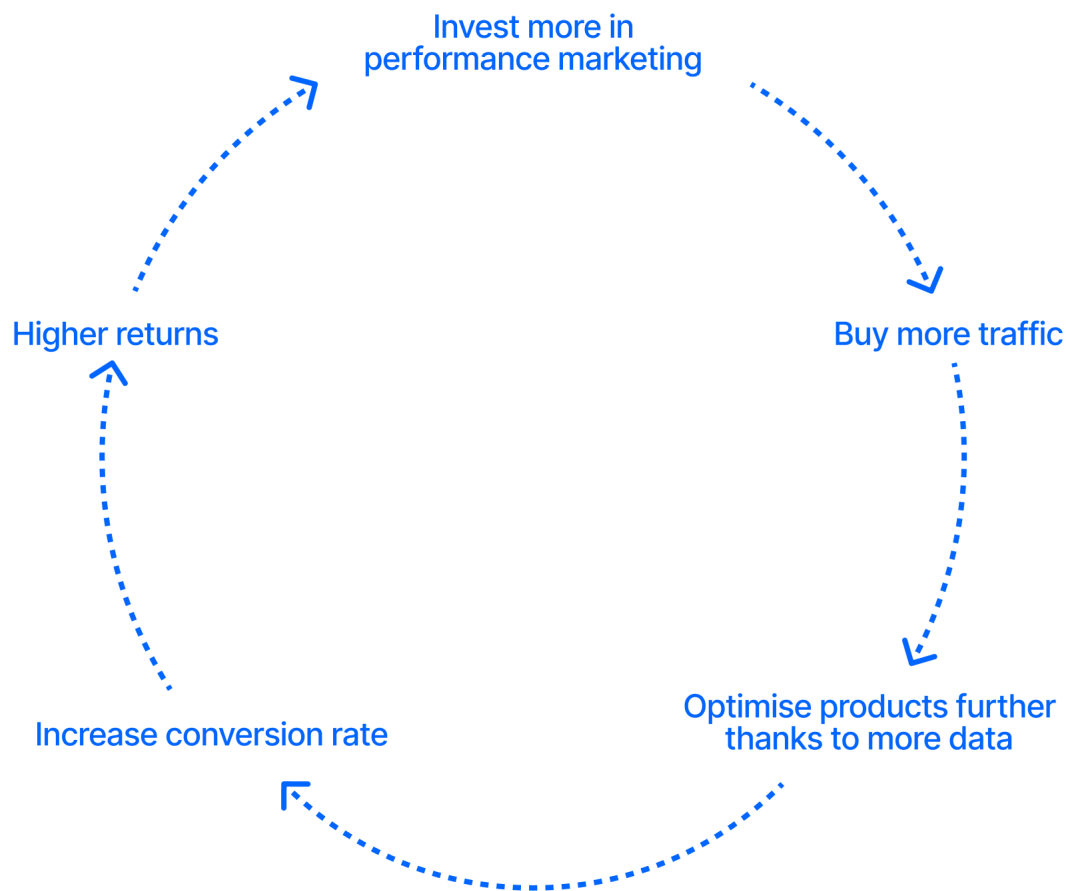 Invest more in
performance marketing
Higher returns
Buy more traffic
Optimise products further
thanks to more data
Increase conversion rate